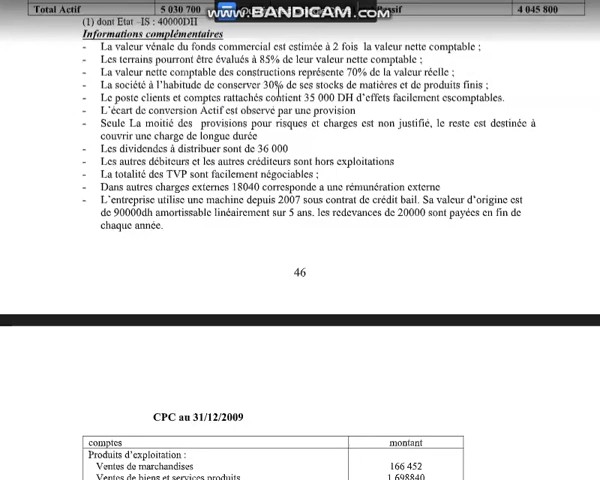 Total Actif 5 030 700 4 045 800
www.BANDICAM.com
(1) dont Etat –IS : 40000DH
Informations complémentaires
- La valeur vénale du fonds commercial est estimée à 2 fois la valeur nette comptable ;
- Les terrains pourront être évalués à 85% de leur valeur nette comptable ;
- La valeur nette comptable des constructions représente 70% de la valeur réelle ;
- La société à l'habitude de conserver 30% de ses stocks de matières et de produits finis ;
- Le poste clients et comptes rattachés contient 35 000 DH d'effets facilement escomptables.
- L'écart de conversion Actif est observé par une provision
- Seule La moitié des provisions pour risques et charges est non justifié, le reste est destinée à
couvrir une charge de longue durée
- Les dividendes à distribuer sont de 36 000
- Les autres débiteurs et les autres créditeurs sont hors exploitations
- La totalité des TVP sont facilement négociables ;
- Dans autres charges externes 18040 corresponde a une rémunération externe
- L'entreprise utilise une machine depuis 2007 sous contrat de crédit bail. Sa valeur d'origine est
de 90000dh amortissable linéairement sur 5 ans. les redevances de 20000 sont payées en fin de
chaque année.
46
CPC au 31/12/2009
comptes montant
Produits d'exploitation :
Ventes de marchandises 166 452
Ventes de biens et services produits 1 698840